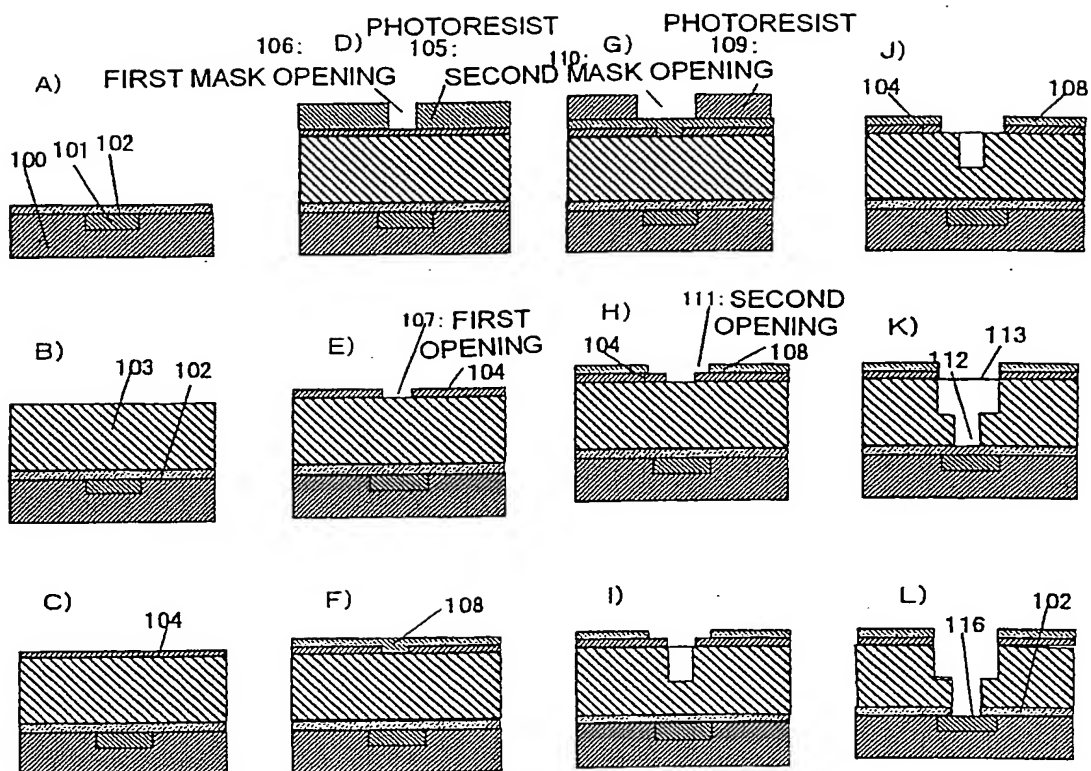 A)
100
101
102
B)
103
102
C)
104
D)
PHOTORESIST
106:
105:
FIRST MASK OPENING
E)
107: FIRST
OPENING
104
F)
108
G)
PHOTORESIST
110:
109:
SECOND MASK OPENING
H)
111: SECOND
OPENING
104
108
I)
J)
104
108
K)
113
112
L)
102
116